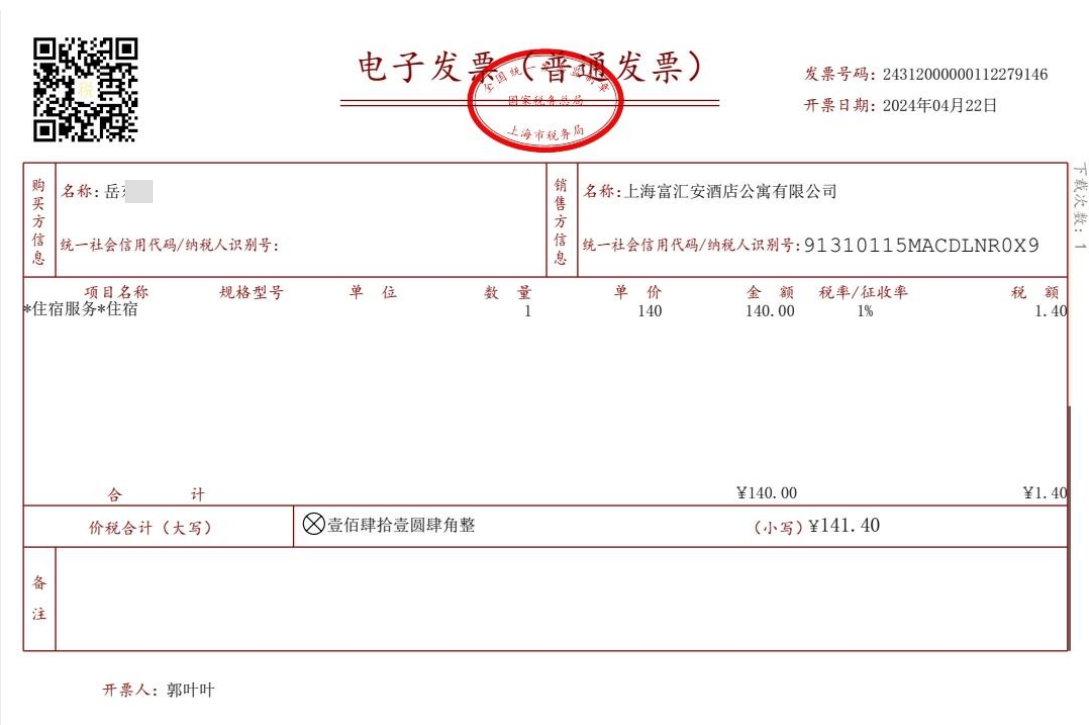 电子发票（普通发票）
全国统一发票监制章
国家税务总局
上海市税务局
发票号码：24312000000112279146
开票日期：2024年04月22日
下载次数：1
购买方信息
名称：岳
统一社会信用代码/纳税人识别号：
销售方信息
名称：上海富汇安酒店公寓有限公司
统一社会信用代码/纳税人识别号：91310115MACDLNR0X9
项目名称 规格型号 单位 数量 单价 金额 税率/征收率 税额
*住宿服务*住宿 1 140 140.00 1% 1.40
合计 ¥140.00 ¥1.40
价税合计（大写） 壹佰肆拾壹圆肆角整 （小写）¥141.40
备注
开票人：郭叶叶